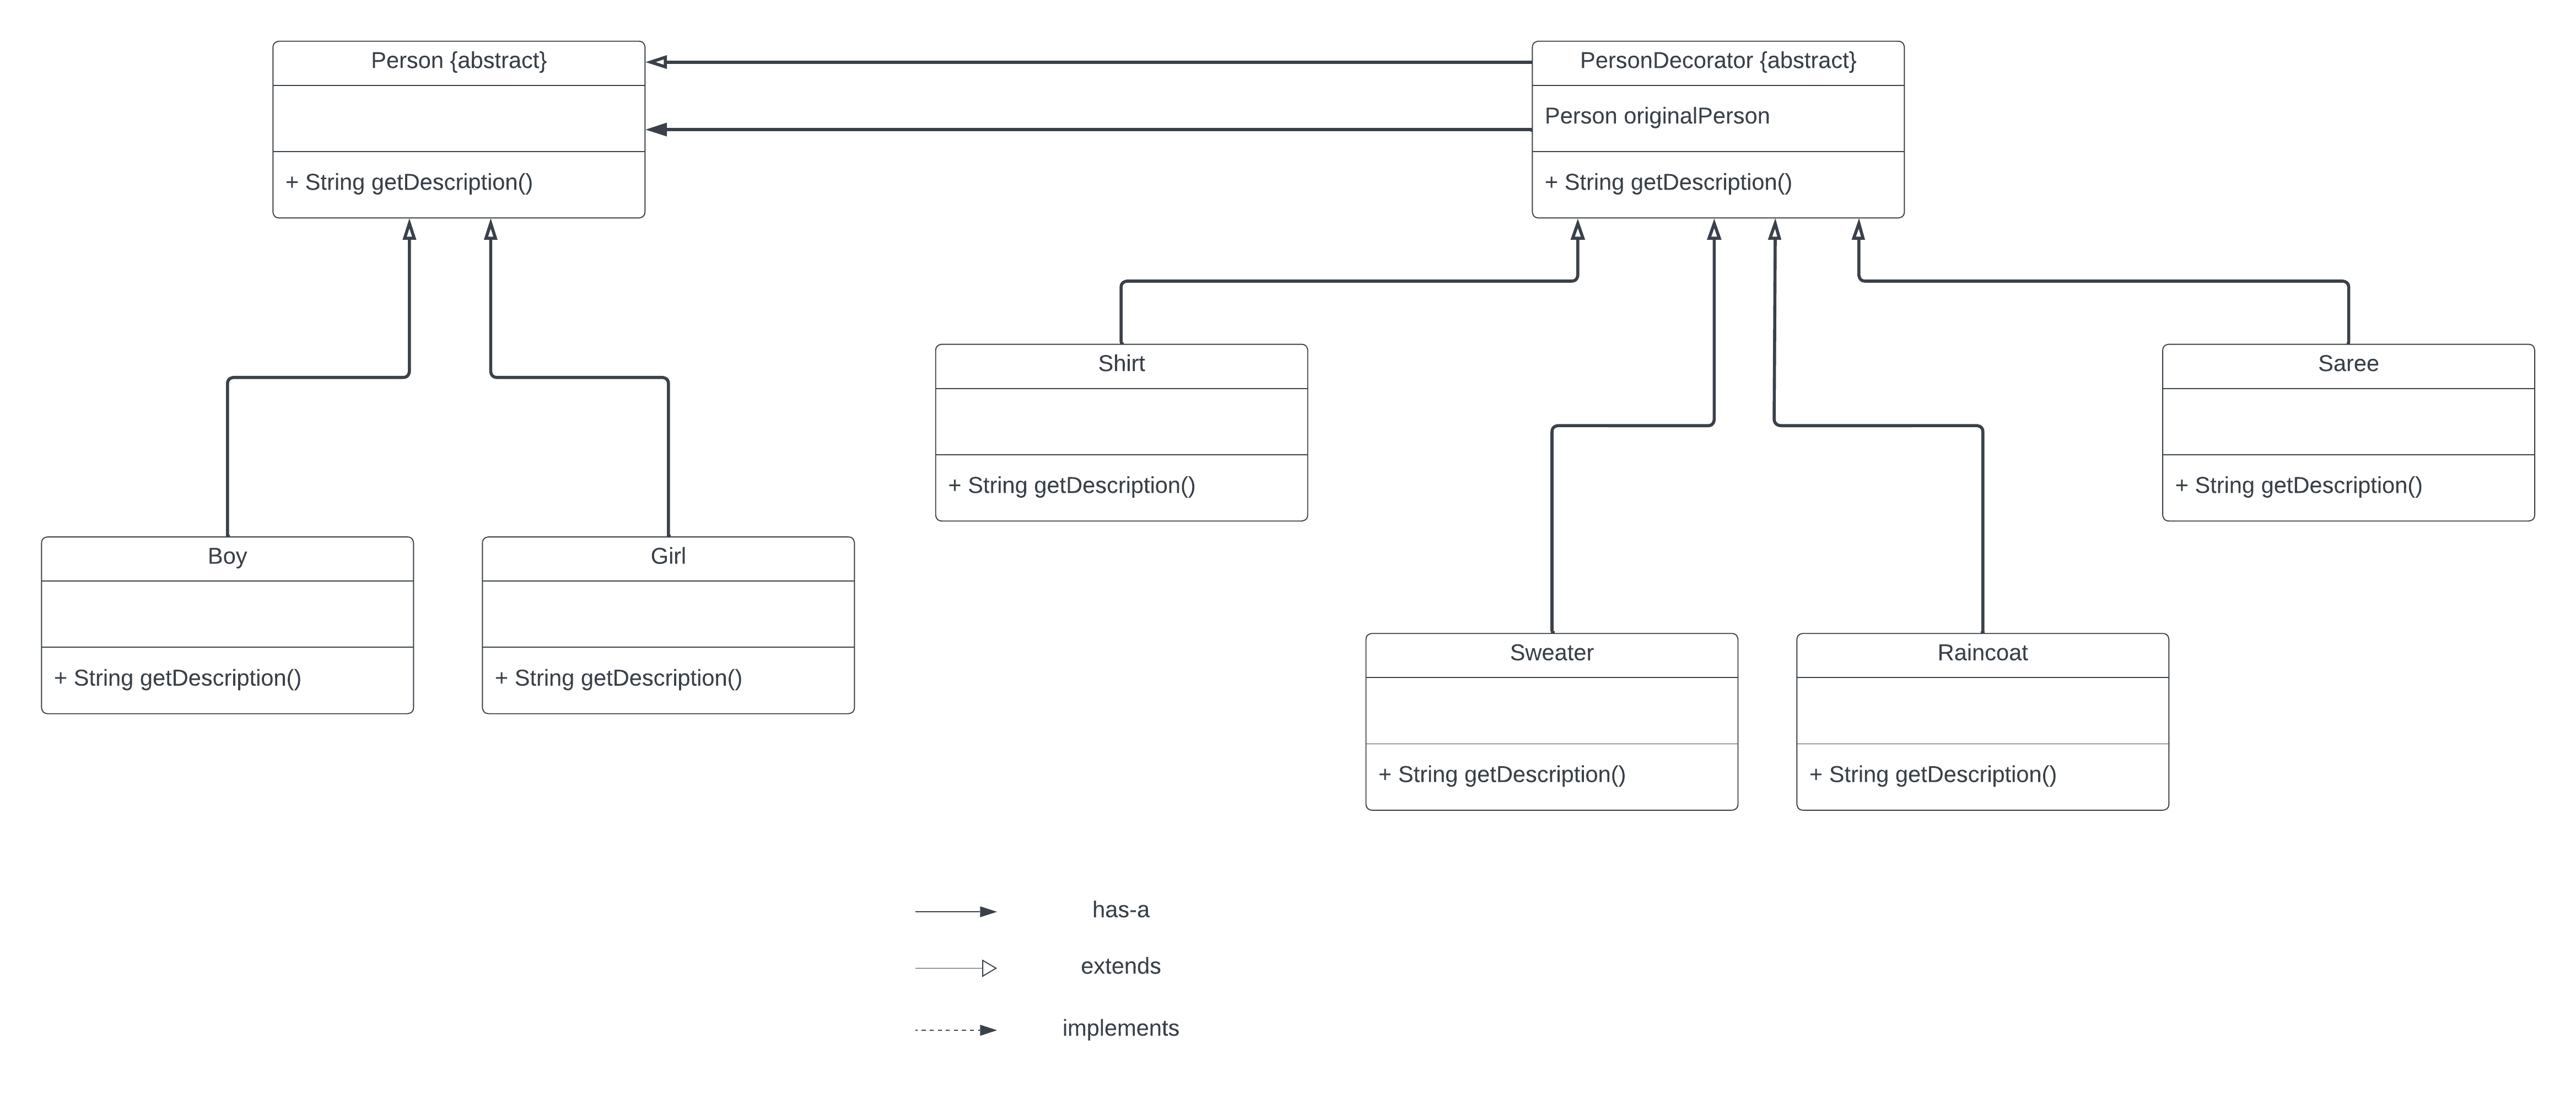 Person {abstract}
+ String getDescription()
PersonDecorator {abstract}
Person originalPerson
+ String getDescription()
Shirt
+ String getDescription()
Saree
+ String getDescription()
Boy
+ String getDescription()
Girl
+ String getDescription()
Sweater
+ String getDescription()
Raincoat
+ String getDescription()
has-a
extends
implements